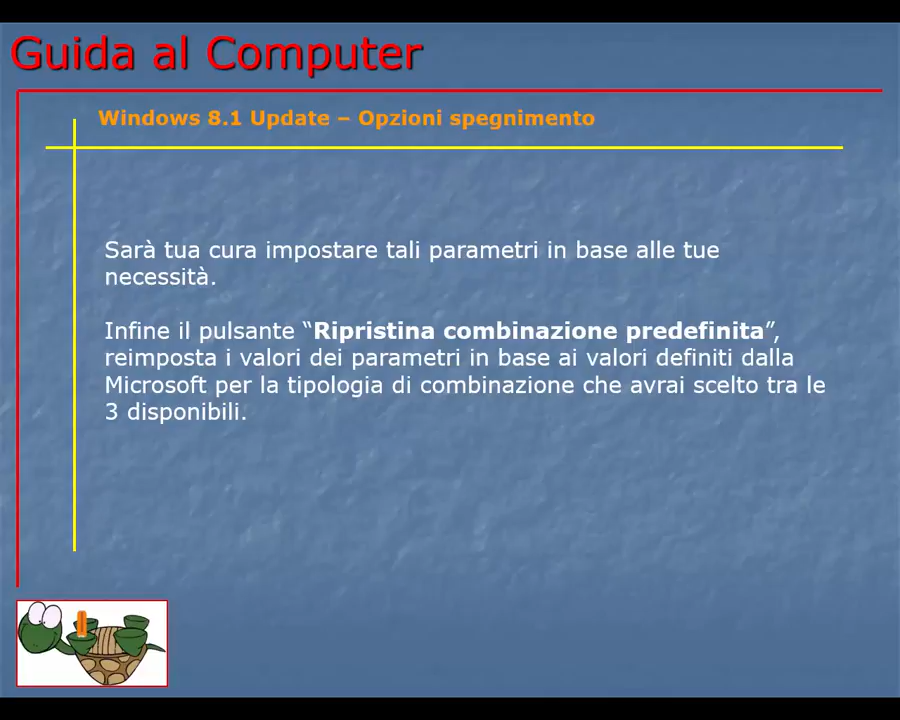 Guida al Computer
Windows 8.1 Update – Opzioni spegnimento
Sarà tua cura impostare tali parametri in base alle tue
necessità.
Infine il pulsante “Ripristina combinazione predefinita”,
reimposta i valori dei parametri in base ai valori definiti dalla
Microsoft per la tipologia di combinazione che avrai scelto tra le
3 disponibili.